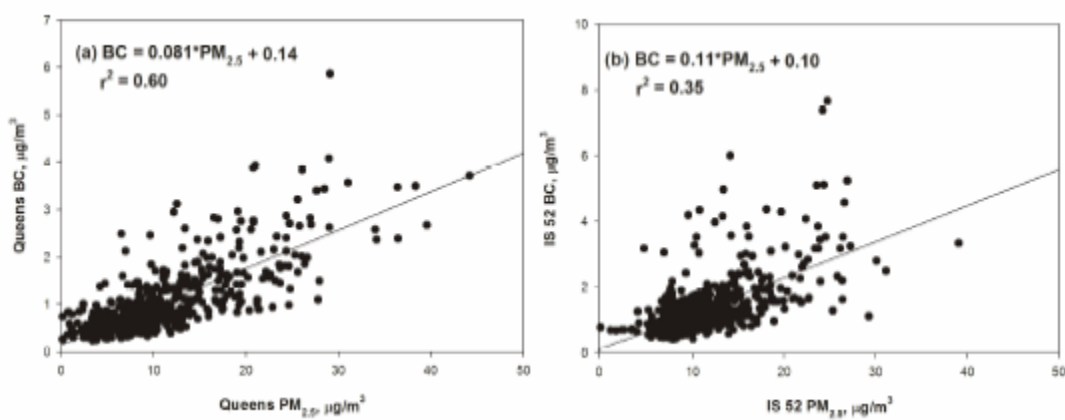 7
6
5
4
3
2
1
0
Queens BC, μg/m³
(a) BC = 0.081*PM₂.₅ + 0.14
r² = 0.60
0 10 20 30 40 50
Queens PM₂.₅, μg/m³
10
8
6
4
2
0
IS 52 BC, μg/m³
(b) BC = 0.11*PM₂.₅ + 0.10
r² = 0.35
0 10 20 30 40 50
IS 52 PM₂.₅, μg/m³